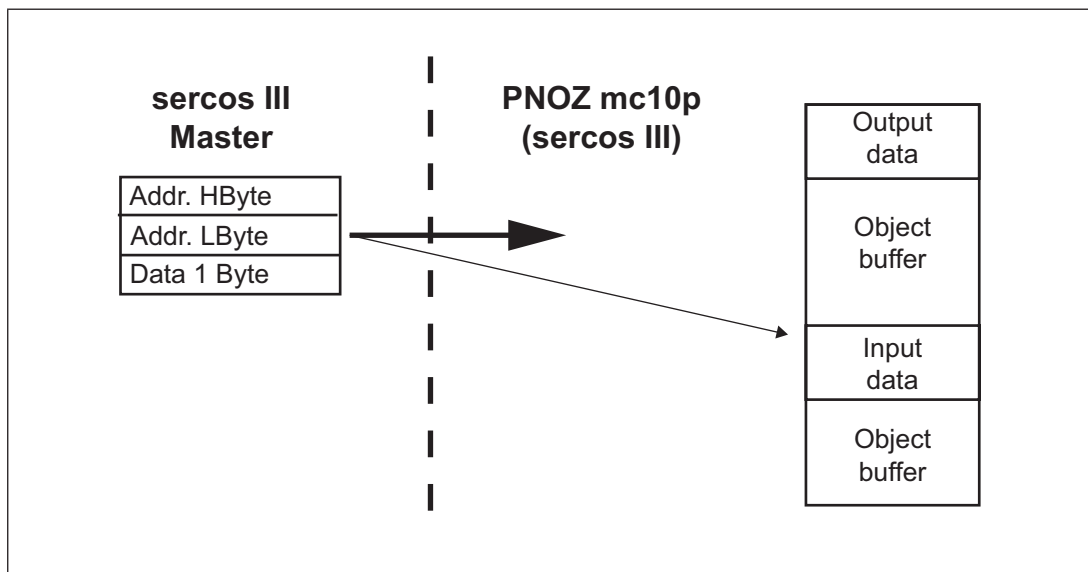 sercos III
Master
Addr. HByte
Addr. LByte
Data 1 Byte
PNOZ mc10p
(sercos III)
Output
data
Object
buffer
Input
data
Object
buffer